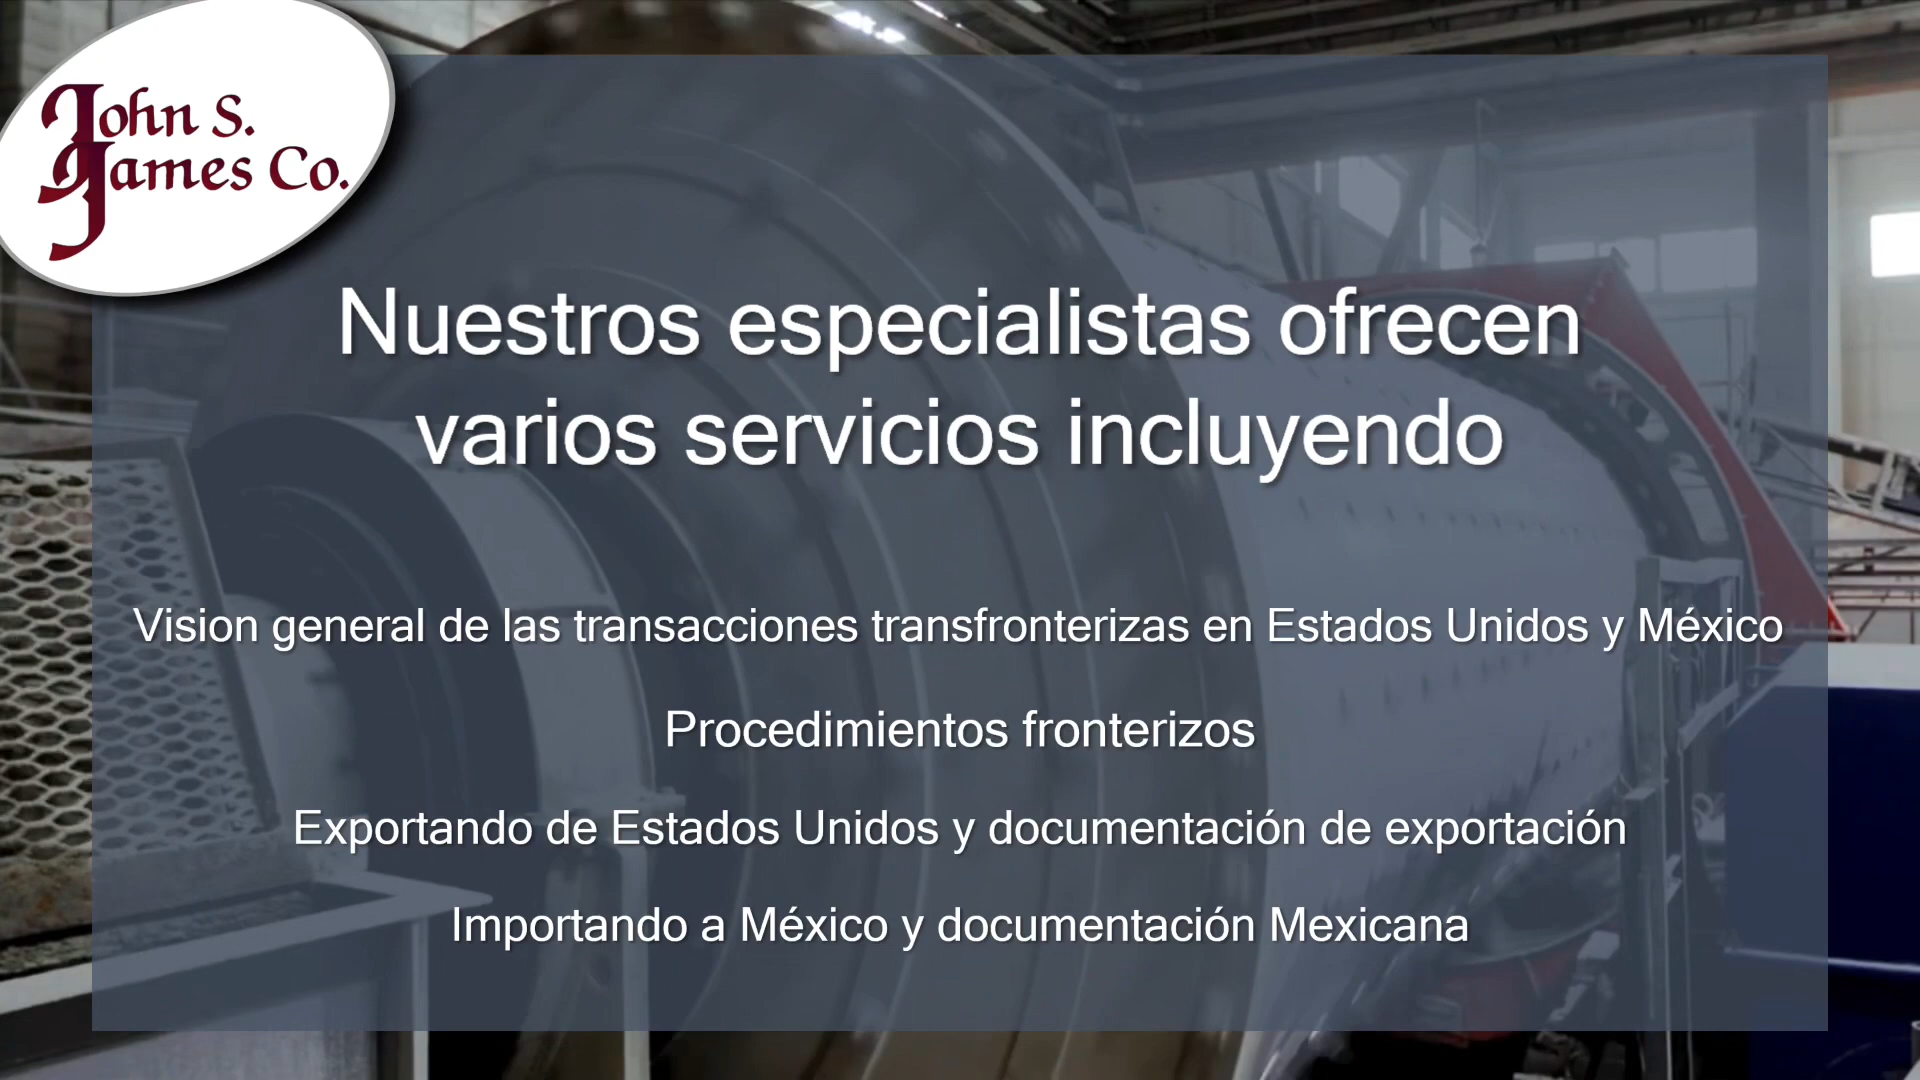 John S.
James Co.
Nuestros especialistas ofrecen
varios servicios incluyendo
Vision general de las transacciones transfronterizas en Estados Unidos y México
Procedimientos fronterizos
Exportando de Estados Unidos y documentación de exportación
Importando a México y documentación Mexicana